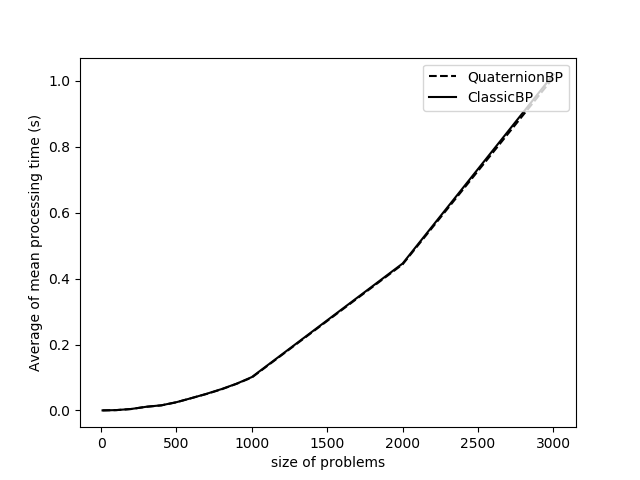 QuaternionBP
ClassicBP
1.0
0.8
0.6
0.4
0.2
0.0
Average of mean processing time (s)
0 500 1000 1500 2000 2500 3000
size of problems